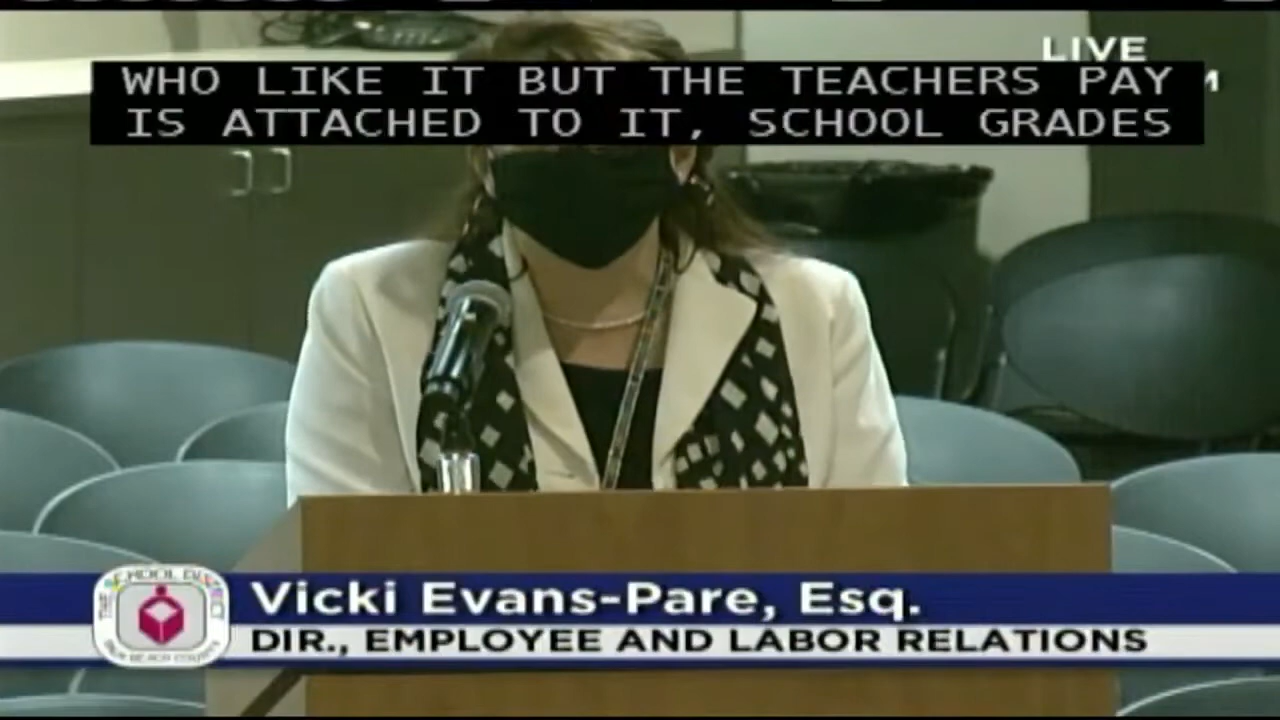 LIVE
WHO LIKE IT BUT THE TEACHERS PAY
IS ATTACHED TO IT, SCHOOL GRADES
Vicki Evans-Pare, Esq.
DIR., EMPLOYEE AND LABOR RELATIONS